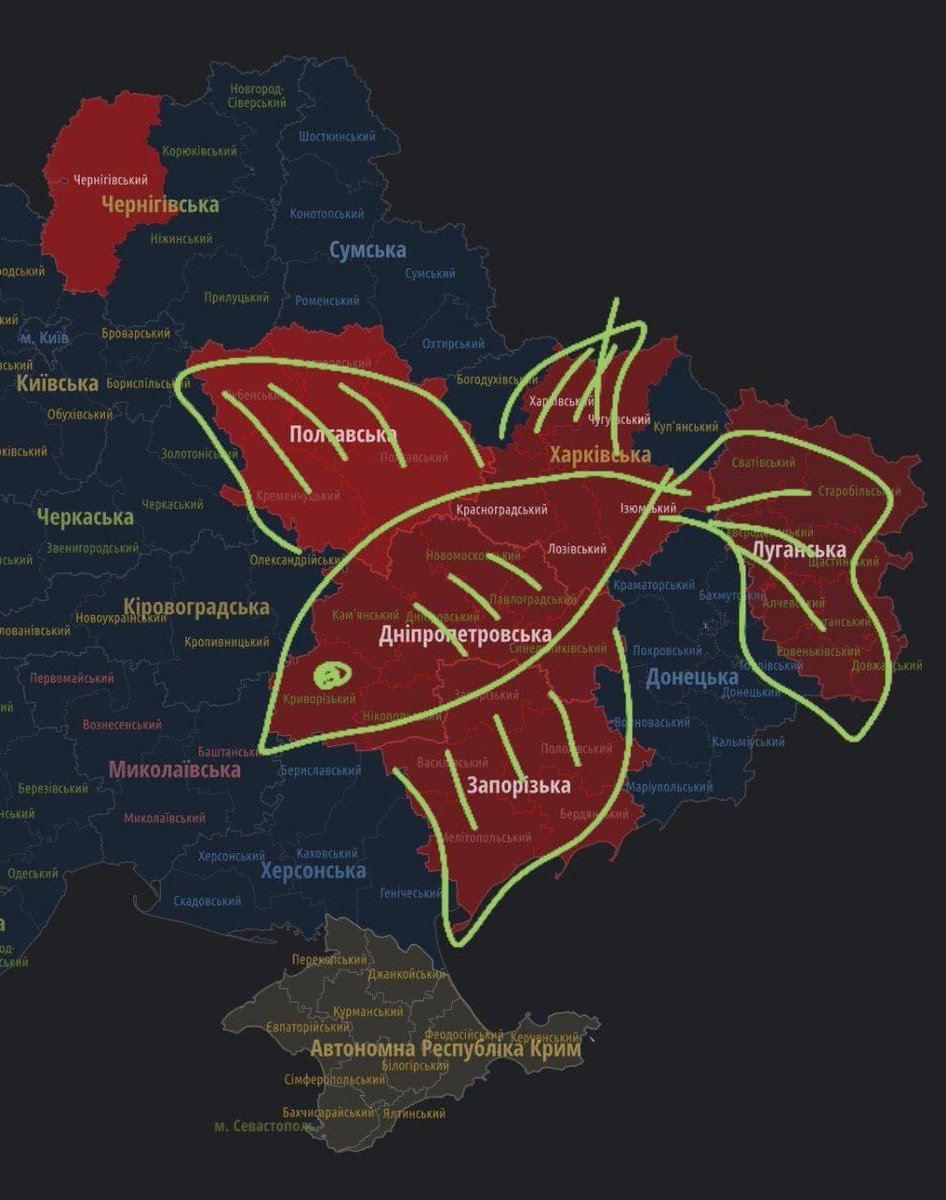 Новгород-
Сіверський
Шосткинський
Корюківський
Чернігівський
Чернігівська
Конотопський
Ніжинський
Сумська
Сумський
Прилуцький
Роменський
м. Київ
Броварський
Охтирський
Київська
Бориспільський
Богодухівський
Обухівський
Харківський
Чугуївський
Куп'янський
Полтавська
Золотоніський
Полтавський
Харківська
Сватівський
Старобільський
Кременчуцький
Черкаський
Черкаська
Красноградський
Ізюмський
Звенигородський
Луганська
Лозівський
Новомосковський
Щастинський
Олександрійський
Краматорський
Бахмутський
Павлоградський
Алчевський
Луганський
Кіровоградська
Новоукраїнський
Кам'янський
Дніпровський
Кропивницький
Дніпропетровська
Синельниківський
Покровський
Ровеньківський
Довжанський
Горлівський
Первомайський
Донецька
Донецький
Криворізький
Запорізький
Нікопольський
Вознесенський
Волноваський
Кальміуський
Баштанський
Пологівський
Василівський
Миколаївська
Бериславський
Запорізька
Березівський
Маріупольський
Миколаївський
Бердянський
Мелітопольський
Херсонський
Каховський
Херсонська
Одеський
Генічеський
Скадовський
Перекопський
Джанкойський
Курманський
Євпаторійський
Феодосійський
Керченський
Автономна Республіка Крим
Білогірський
Сімферопольський
Бахчисарайський
Ялтинський
м. Севастополь